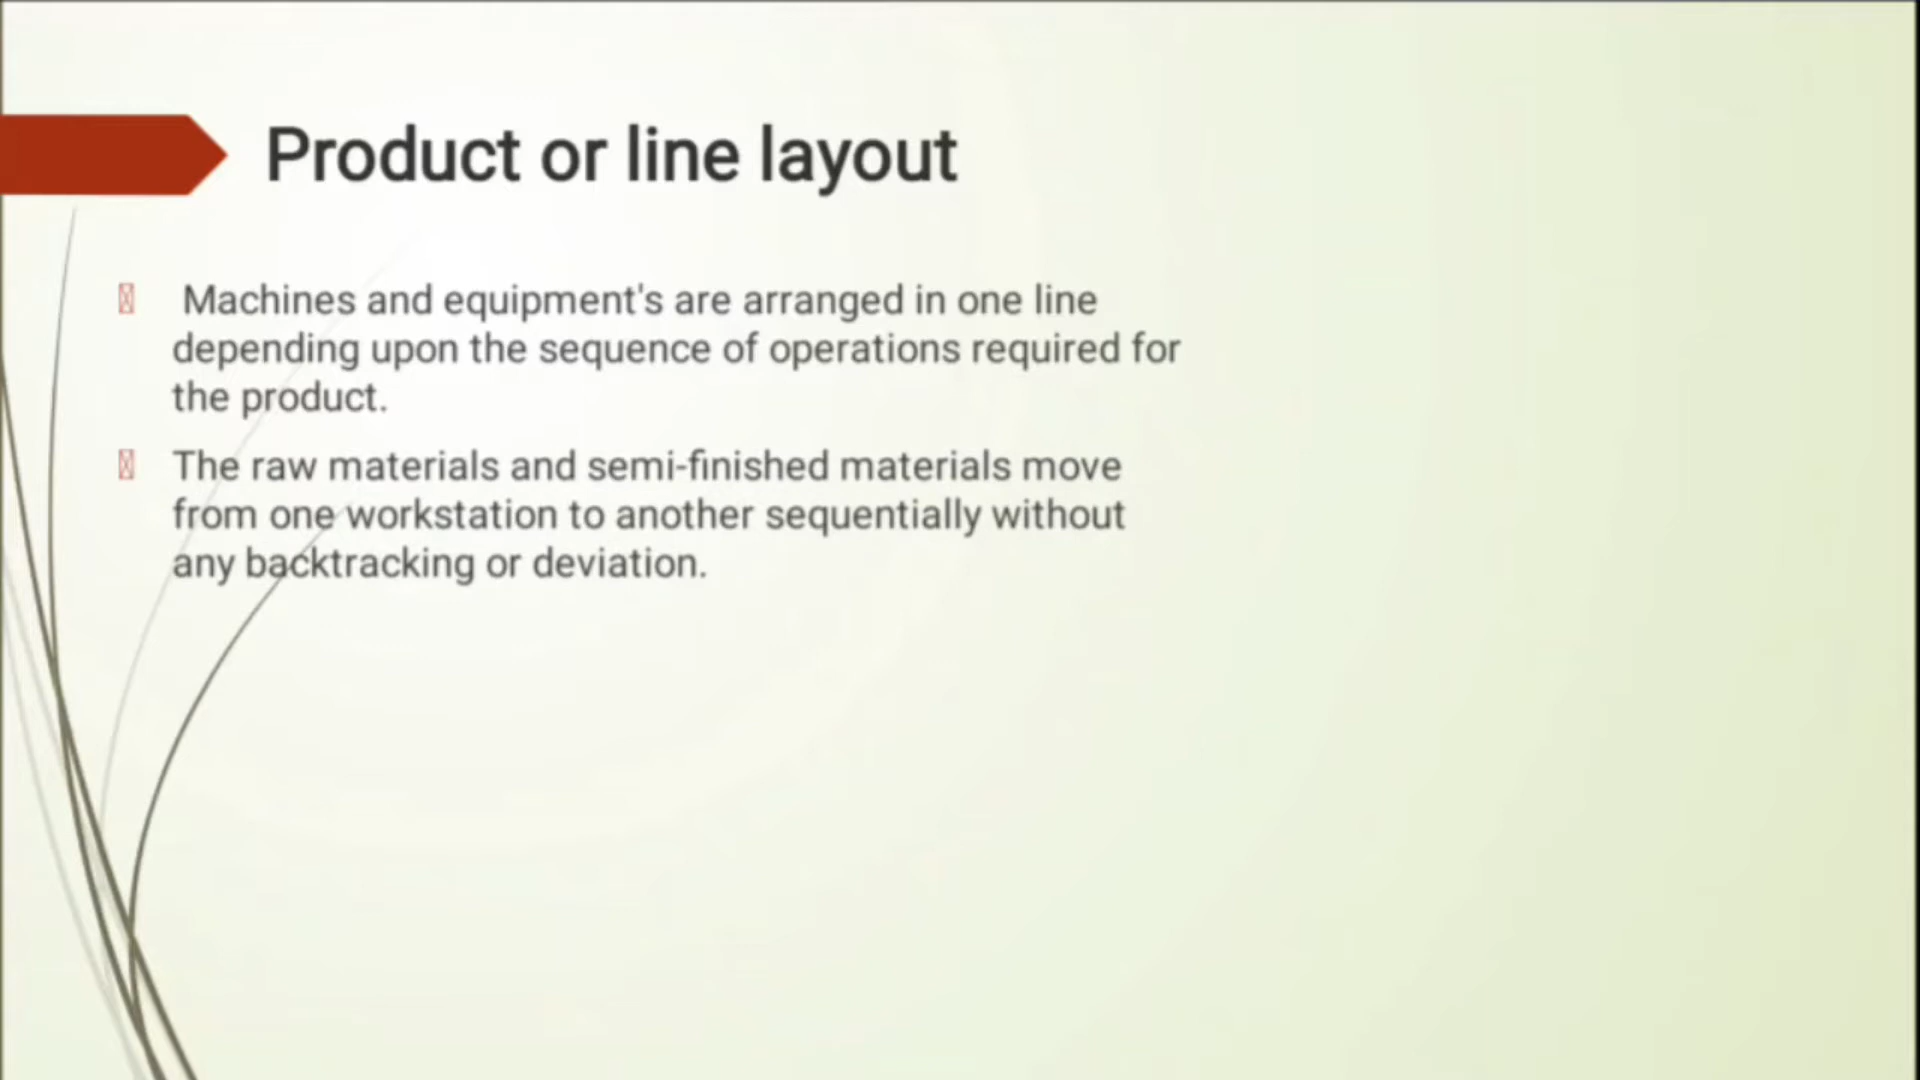 Product or line layout
Machines and equipment's are arranged in one line
depending upon the sequence of operations required for
the product.
The raw materials and semi-finished materials move
from one workstation to another sequentially without
any backtracking or deviation.